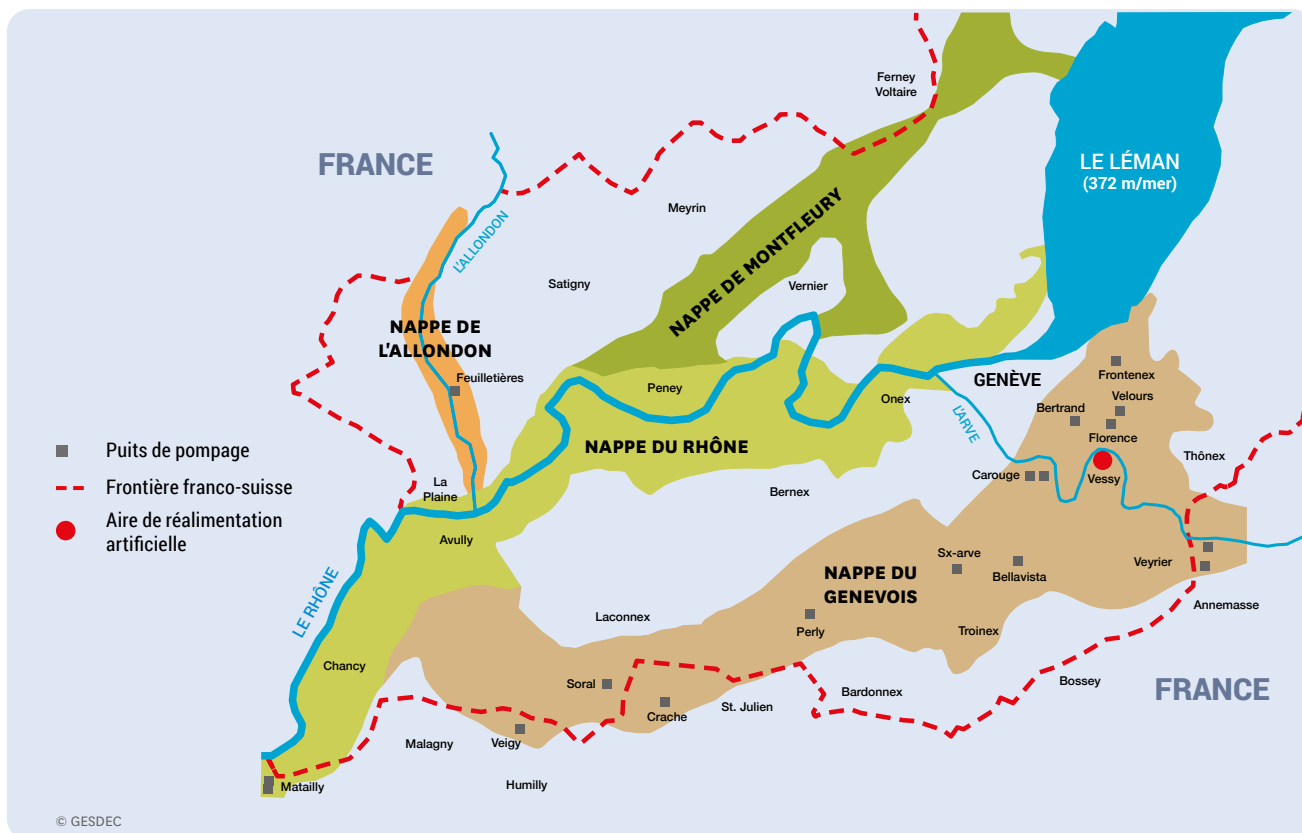 Ferney
Voltaire
FRANCE
LE LÉMAN
(372 m/mer)
L'ALLONDON
Meyrin
NAPPE DE MONTFLEURY
Satigny
Vernier
NAPPE DE
L'ALLONDON
Feuilletières
Peney
Onex
GENÈVE
Frontenex
Velours
Bertrand
Florence
L'ARVE
NAPPE DU RHÔNE
Thônex
Carouge
Vessy
Puits de pompage
Frontière franco-suisse
Aire de réalimentation
artificielle
La
Plaine
Bernex
Avully
Sx-arve
Bellavista
Veyrier
NAPPE DU
GENEVOIS
LE RHÔNE
Annemasse
Laconnex
Perly
Troinex
Chancy
Soral
Bossey
FRANCE
Bardonnex
St. Julien
Crache
Malagny
Veigy
Matailly
Humilly
© GESDEC